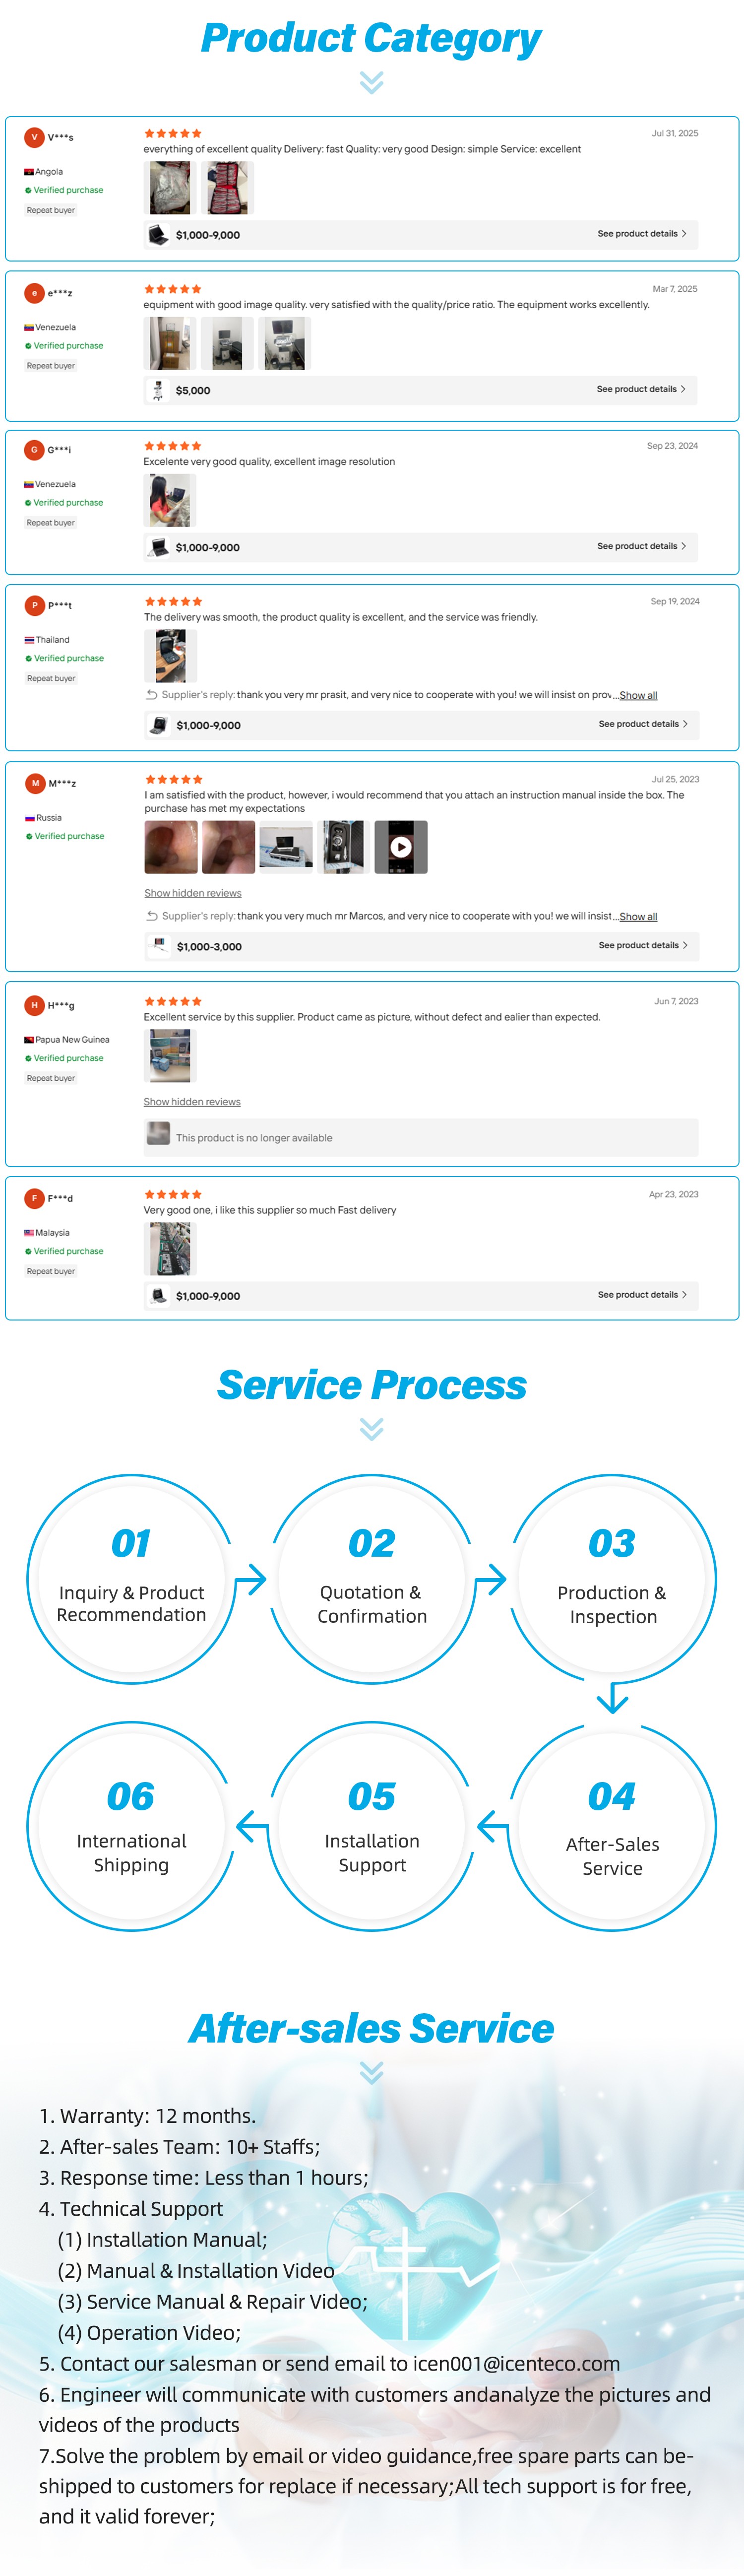 Product Category
V V***s
Jul 31, 2025
everything of excellent quality Delivery: fast Quality: very good Design: simple Service: excellent
Angola
Verified purchase
Repeat buyer
$1,000-9,000
See product details >
e e***z
Mar 7, 2025
equipment with good image quality. very satisfied with the quality/price ratio. The equipment works excellently.
Venezuela
Verified purchase
Repeat buyer
$5,000
See product details >
G G***i
Sep 23, 2024
Excelente very good quality, excellent image resolution
Venezuela
Verified purchase
Repeat buyer
$1,000-9,000
See product details >
P P***t
Sep 19, 2024
The delivery was smooth, the product quality is excellent, and the service was friendly.
Thailand
Verified purchase
Repeat buyer
Supplier's reply: thank you very mr prasit, and very nice to cooperate with you! we will insist on prov...Show all
$1,000-9,000
See product details >
M M***z
Jul 25, 2023
I am satisfied with the product, however, i would recommend that you attach an instruction manual inside the box. The
purchase has met my expectations
Russia
Verified purchase
Show hidden reviews
Supplier's reply: thank you very much mr Marcos, and very nice to cooperate with you! we will insist...Show all
$1,000-3,000
See product details >
H H***g
Jun 7, 2023
Excellent service by this supplier. Product came as picture, without defect and ealier than expected.
Papua New Guinea
Verified purchase
Repeat buyer
Show hidden reviews
This product is no longer available
F F***d
Apr 23, 2023
Very good one, i like this supplier so much Fast delivery
Malaysia
Verified purchase
Repeat buyer
$1,000-9,000
See product details >
Service Process
01
Inquiry & Product
Recommendation
02
Quotation &
Confirmation
03
Production &
Inspection
06
International
Shipping
05
Installation
Support
04
After-Sales
Service
After-sales Service
1. Warranty: 12 months.
2. After-sales Team: 10+ Staffs;
3. Response time: Less than 1 hours;
4. Technical Support
(1) Installation Manual;
(2) Manual & Installation Video
(3) Service Manual & Repair Video;
(4) Operation Video;
5. Contact our salesman or send email to icen001@icenteco.com
6. Engineer will communicate with customers andanalyze the pictures and
videos of the products
7.Solve the problem by email or video guidance,free spare parts can be-
shipped to customers for replace if necessary;All tech support is for free,
and it valid forever;